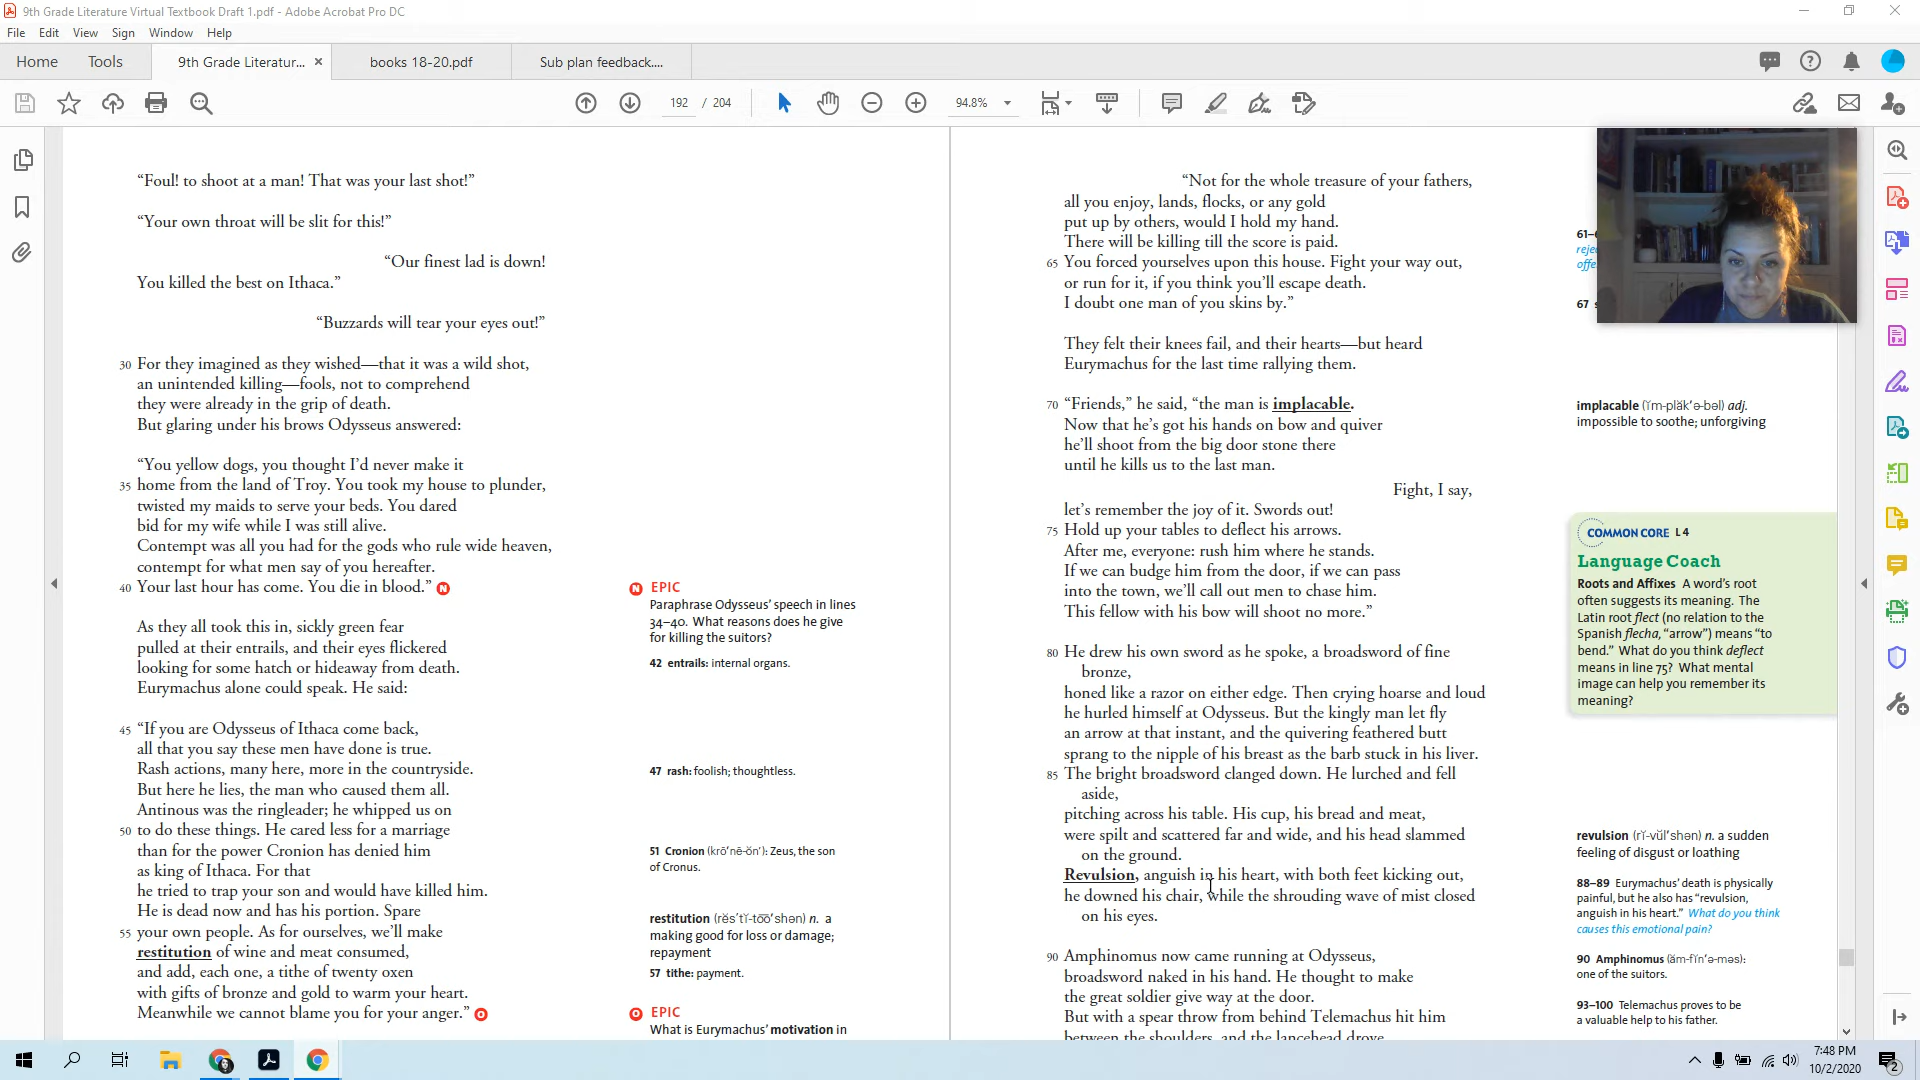 9th Grade Literature Virtual Textbook Draft 1.pdf - Adobe Acrobat Pro DC
File Edit View Sign Window Help
Home Tools 9th Grade Literatur... × books 18-20.pdf Sub plan feedback....
192 / 204 94.8%
“Foul! to shoot at a man! That was your last shot!”
“Your own throat will be slit for this!”
“Our finest lad is down!
You killed the best on Ithaca.”
“Buzzards will tear your eyes out!”
30 For they imagined as they wished—that it was a wild shot,
an unintended killing—fools, not to comprehend
they were already in the grip of death.
But glaring under his brows Odysseus answered:
“You yellow dogs, you thought I’d never make it
35 home from the land of Troy. You took my house to plunder,
twisted my maids to serve your beds. You dared
bid for my wife while I was still alive.
Contempt was all you had for the gods who rule wide heaven,
contempt for what men say of you hereafter.
40 Your last hour has come. You die in blood.” N
As they all took this in, sickly green fear
pulled at their entrails, and their eyes flickered
looking for some hatch or hideaway from death.
Eurymachus alone could speak. He said:
45 “If you are Odysseus of Ithaca come back,
all that you say these men have done is true.
Rash actions, many here, more in the countryside.
But here he lies, the man who caused them all.
Antinous was the ringleader; he whipped us on
50 to do these things. He cared less for a marriage
than for the power Cronion has denied him
as king of Ithaca. For that
he tried to trap your son and would have killed him.
He is dead now and has his portion. Spare
55 your own people. As for ourselves, we’ll make
restitution of wine and meat consumed,
and add, each one, a tithe of twenty oxen
with gifts of bronze and gold to warm your heart.
Meanwhile we cannot blame you for your anger.” O
N EPIC
Paraphrase Odysseus’ speech in lines
34–40. What reasons does he give
for killing the suitors?
42 entrails: internal organs.
47 rash: foolish; thoughtless.
51 Cronion (krō′nē-ŏn′): Zeus, the son
of Cronus.
restitution (rĕs′tĭ-to͞o′shən) n. a
making good for loss or damage;
repayment
57 tithe: payment.
O EPIC
What is Eurymachus’ motivation in
“Not for the whole treasure of your fathers,
all you enjoy, lands, flocks, or any gold
put up by others, would I hold my hand.
There will be killing till the score is paid.
65 You forced yourselves upon this house. Fight your way out,
or run for it, if you think you’ll escape death.
I doubt one man of you skins by.”
They felt their knees fail, and their hearts—but heard
Eurymachus for the last time rallying them.
70 “Friends,” he said, “the man is implacable.
Now that he’s got his hands on bow and quiver
he’ll shoot from the big door stone there
until he kills us to the last man.
Fight, I say,
let’s remember the joy of it. Swords out!
75 Hold up your tables to deflect his arrows.
After me, everyone: rush him where he stands.
If we can budge him from the door, if we can pass
into the town, we’ll call out men to chase him.
This fellow with his bow will shoot no more.”
80 He drew his own sword as he spoke, a broadsword of fine
bronze,
honed like a razor on either edge. Then crying hoarse and loud
he hurled himself at Odysseus. But the kingly man let fly
an arrow at that instant, and the quivering feathered butt
sprang to the nipple of his breast as the barb stuck in his liver.
85 The bright broadsword clanged down. He lurched and fell
aside,
pitching across his table. His cup, his bread and meat,
were spilt and scattered far and wide, and his head slammed
on the ground.
Revulsion, anguish in his heart, with both feet kicking out,
he downed his chair, while the shrouding wave of mist closed
on his eyes.
90 Amphinomus now came running at Odysseus,
broadsword naked in his hand. He thought to make
the great soldier give way at the door.
But with a spear throw from behind Telemachus hit him
between the shoulders, and the lancehead drove
61–
reje
offe
67
implacable (ĭm-plăk′ə-bəl) adj.
impossible to soothe; unforgiving
COMMON CORE L 4
Language Coach
Roots and Affixes A word’s root
often suggests its meaning. The
Latin root flect (no relation to the
Spanish flecha, “arrow”) means “to
bend.” What do you think deflect
means in line 75? What mental
image can help you remember its
meaning?
revulsion (rĭ-vŭl′shən) n. a sudden
feeling of disgust or loathing
88–89 Eurymachus’ death is physically
painful, but he also has “revulsion,
anguish in his heart.” What do you think
causes this emotional pain?
90 Amphinomus (ăm-fĭn′ə-məs):
one of the suitors.
93–100 Telemachus proves to be
a valuable help to his father.
7:48 PM
10/2/2020
2